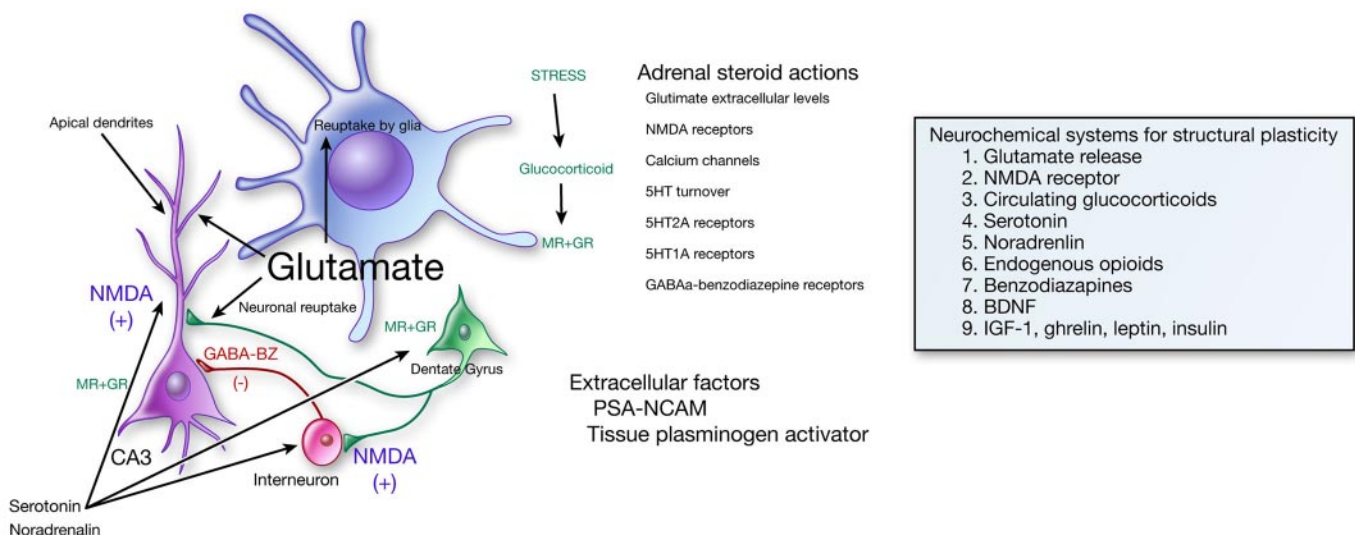 Apical dendrites
Reuptake by glia
Glutamate
NMDA
(+)
Neuronal reuptake
MR+GR
Dentate Gyrus
GABA-BZ
(-)
MR+GR
CA3
Interneuron
NMDA
(+)
Serotonin
Noradrenalin
STRESS
Glucocorticoid
MR+GR
Adrenal steroid actions
Glutimate extracellular levels
NMDA receptors
Calcium channels
5HT turnover
5HT2A receptors
5HT1A receptors
GABAa-benzodiazepine receptors
Extracellular factors
PSA-NCAM
Tissue plasminogen activator
Neurochemical systems for structural plasticity
1. Glutamate release
2. NMDA receptor
3. Circulating glucocorticoids
4. Serotonin
5. Noradrenlin
6. Endogenous opioids
7. Benzodiazapines
8. BDNF
9. IGF-1, ghrelin, leptin, insulin